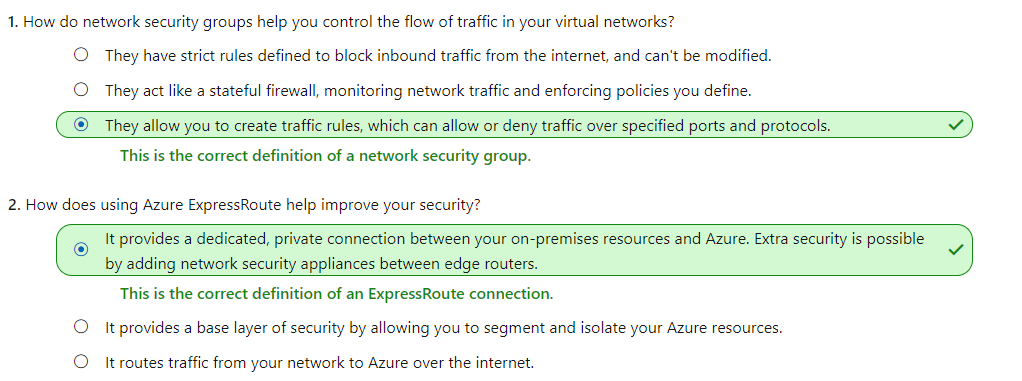 1. How do network security groups help you control the flow of traffic in your virtual networks?
They have strict rules defined to block inbound traffic from the internet, and can't be modified.
They act like a stateful firewall, monitoring network traffic and enforcing policies you define.
They allow you to create traffic rules, which can allow or deny traffic over specified ports and protocols.
This is the correct definition of a network security group.
2. How does using Azure ExpressRoute help improve your security?
It provides a dedicated, private connection between your on-premises resources and Azure. Extra security is possible
by adding network security appliances between edge routers.
This is the correct definition of an ExpressRoute connection.
It provides a base layer of security by allowing you to segment and isolate your Azure resources.
It routes traffic from your network to Azure over the internet.